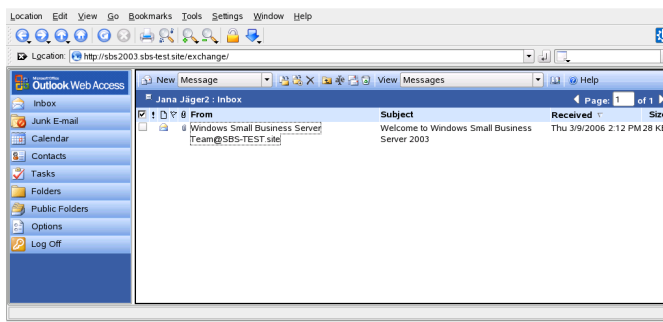 Location Edit View Go Bookmarks Tools Settings Window Help
Location: http://sbs2003.sbs-test.site/exchange/
Microsoft Office
Outlook Web Access
New Message View Messages Help
Jana Jäger2 : Inbox Page: 1 of 1
! From Subject Received Size
Windows Small Business Server Team@SBS-TEST.site Welcome to Windows Small Business Server 2003 Thu 3/9/2006 2:12 PM 28 KB
Inbox
Junk E-mail
Calendar
Contacts
Tasks
Folders
Public Folders
Options
Log Off